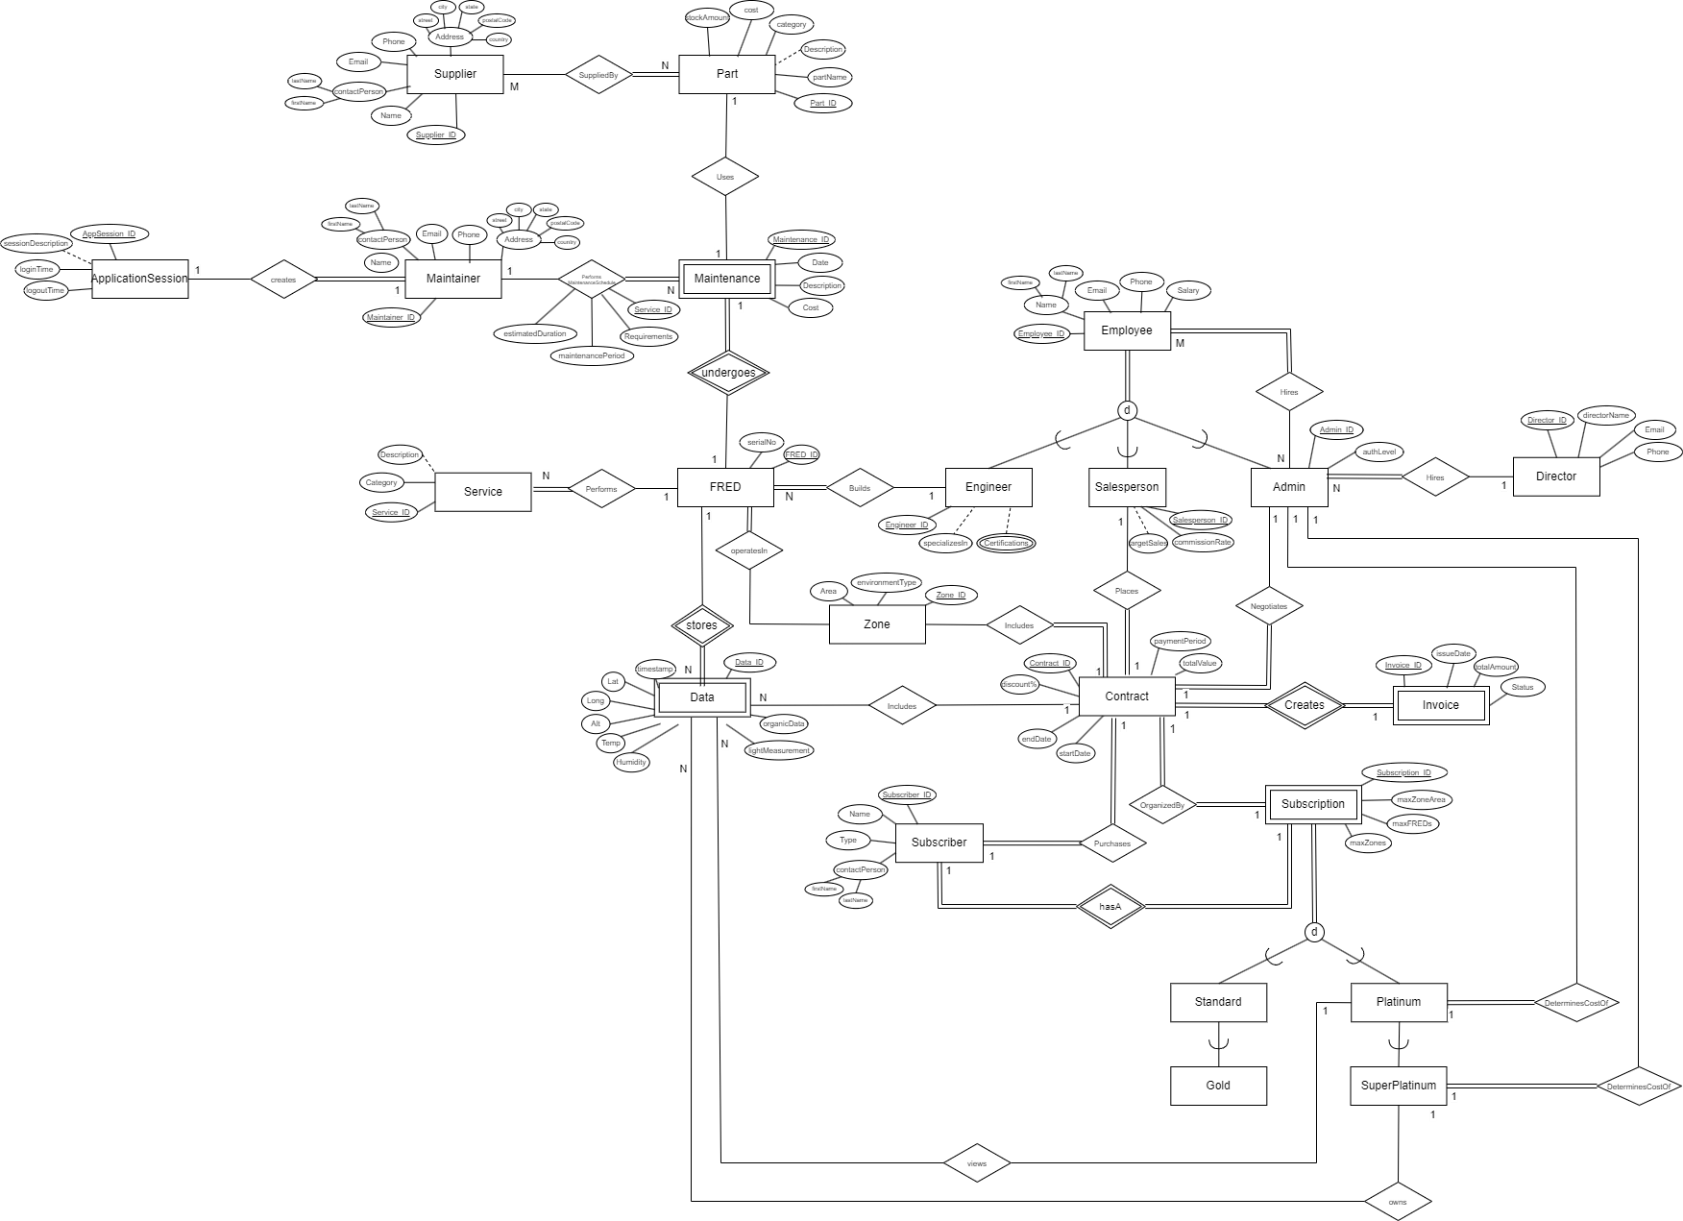 city
state
street
postalCode
Address
country
Phone
Email
Supplier
lastName
contactPerson
firstName
Name
Supplier_ID
M
SuppliedBy
N
stockAmount
cost
category
Description
partName
Part_ID
Part
1
Uses
1
AppSession_ID
sessionDescription
loginTime
logoutTime
ApplicationSession
1
creates
1
lastName
firstName
contactPerson
Name
Email
Phone
city
state
street
postalCode
Address
country
Maintainer
Maintainer_ID
1
Performs
MaintenanceSchedule
N
Service_ID
estimatedDuration
Requirements
maintenancePeriod
Maintenance
Maintenance_ID
Date
Description
Cost
1
undergoes
1
lastName
firstName
Name
Email
Phone
Salary
Employee_ID
Employee
M
Hires
N
d
Description
Category
Service_ID
Service
N
Performs
1
serialNo
FRED_ID
FRED
N
Builds
1
Engineer
Engineer_ID
specializesIn
Certifications
Salesperson
Salesperson_ID
targetSales
commissionRate
1
Admin
Admin_ID
authLevel
N
Hires
1
Director
Director_ID
directorName
Email
Phone
1
1
1
1
operatesIn
Places
Negotiates
Area
environmentType
Zone_ID
Zone
Includes
1
1
stores
N
timestamp
Data_ID
Lat
Long
Alt
Temp
Humidity
Data
organicData
lightMeasurement
N
Includes
1
N
N
Contract_ID
discount%
endDate
startDate
paymentPeriod
totalValue
Contract
1
1
Creates
1
Invoice
Invoice_ID
issueDate
totalAmount
Status
1
1
OrganizedBy
1
Subscription
Subscription_ID
maxZoneArea
maxFREDs
maxZones
1
Subscriber_ID
Name
Type
contactPerson
firstName
lastName
Subscriber
1
Purchases
1
hasA
d
Standard
Gold
Platinum
1
1
DeterminesCostOf
SuperPlatinum
1
1
DeterminesCostOf
views
owns